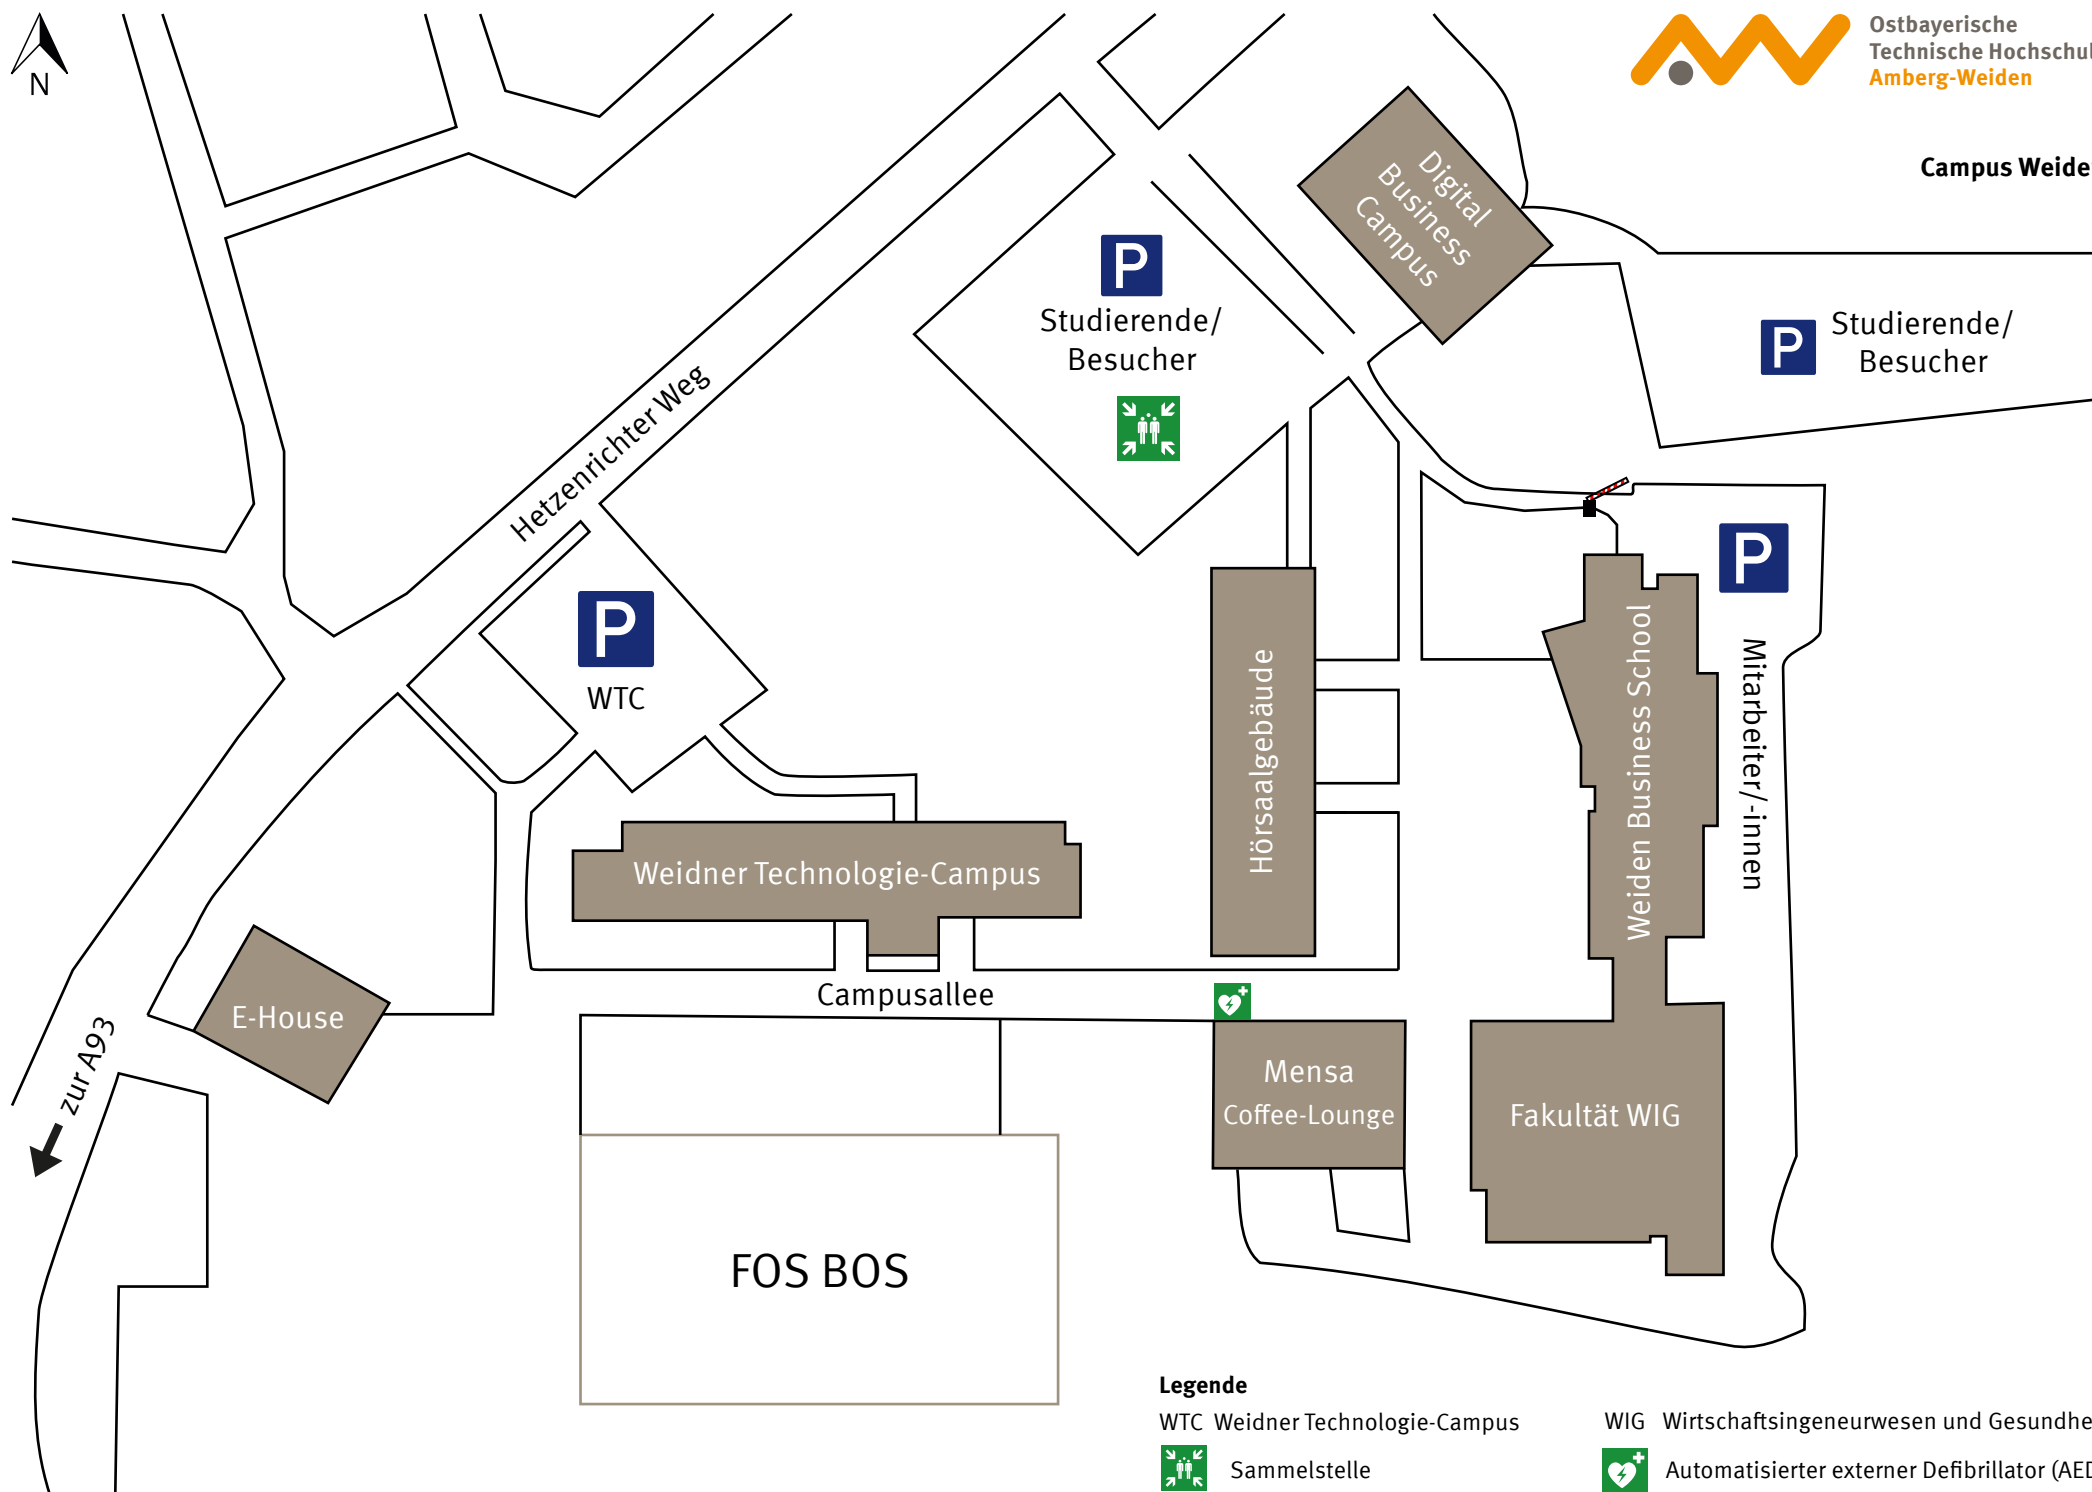 N
Ostbayerische
Technische Hochschul
Amberg-Weiden
Campus Weide
Digital
Business
Campus
P
Studierende/
Besucher
P
Studierende/
Besucher
Hetzenrichter Weg
P
WTC
P
Mitarbeiter/-innen
Weiden Business School
Hörsaalgebäude
Weidner Technologie-Campus
Campusallee
E-House
zur A93
Mensa
Coffee-Lounge
Fakultät WIG
FOS BOS
Legende
WTC Weidner Technologie-Campus
WIG Wirtschaftsingeneurwesen und Gesundhe
Sammelstelle
Automatisierter externer Defibrillator (AED